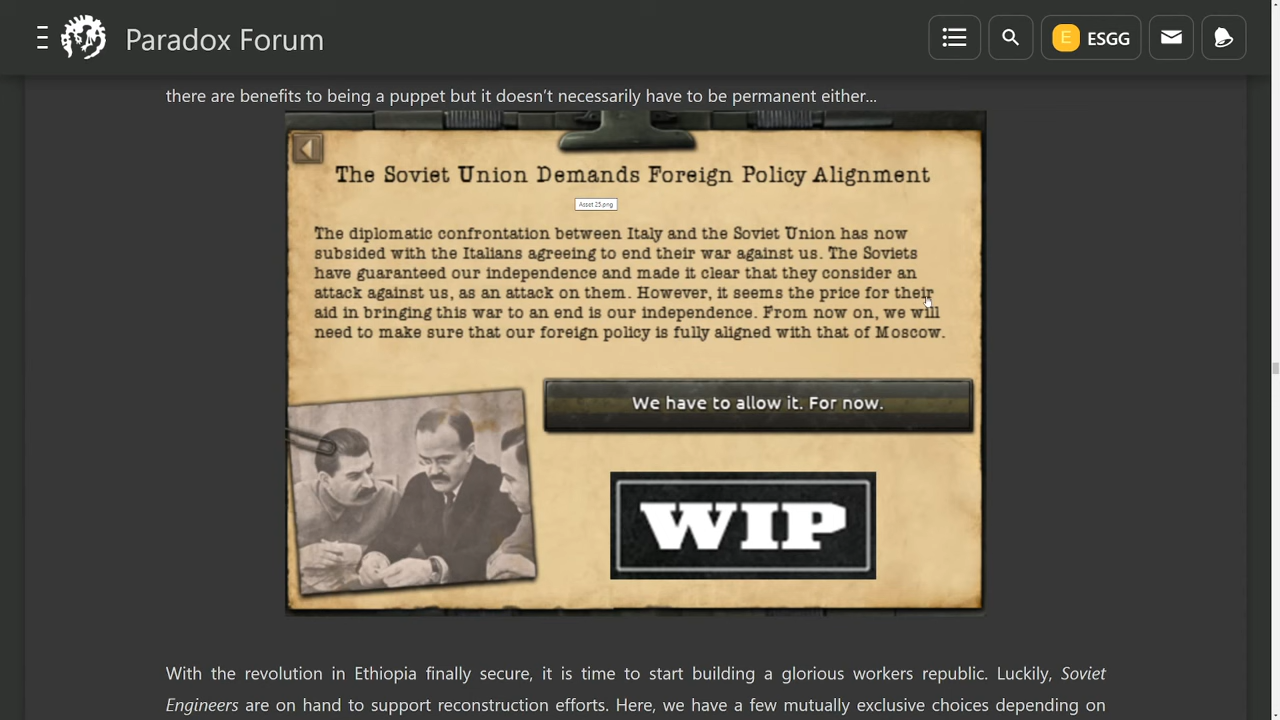 Paradox Forum
E ESGG
there are benefits to being a puppet but it doesn’t necessarily have to be permanent either...
The Soviet Union Demands Foreign Policy Alignment
Asset 25.png
The diplomatic confrontation between Italy and the Soviet Union has now
subsided with the Italians agreeing to end their war against us. The Soviets
have guaranteed our independence and made it clear that they consider an
attack against us, as an attack on them. However, it seems the price for their
aid in bringing this war to an end is our independence. From now on, we will
need to make sure that our foreign policy is fully aligned with that of Moscow.
We have to allow it. For now.
WIP
With the revolution in Ethiopia finally secure, it is time to start building a glorious workers republic. Luckily, Soviet
Engineers are on hand to support reconstruction efforts. Here, we have a few mutually exclusive choices depending on